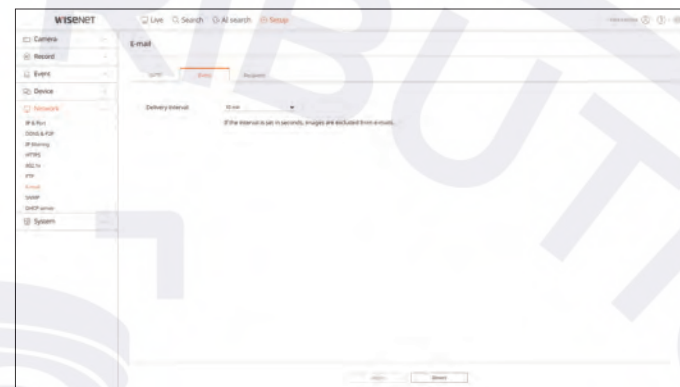 WISENET
Live Search AI search Setup
Camera
Record
Event
Device
Network
IP & Port
DDNS & P2P
IP filtering
HTTPS
802.1x
FTP
E-mail
SNMP
DHCP server
System
E-mail
SMTP Event Recipient
Delivery interval 10 min
If the interval is set in seconds, images are excluded from e-mails.